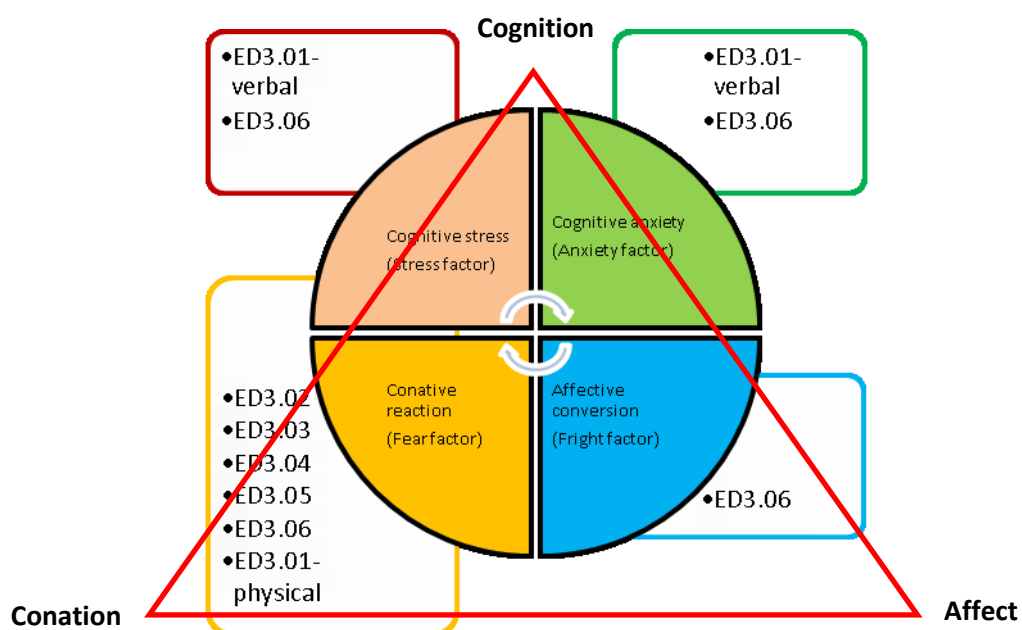 Cognition
•ED3.01-
verbal
•ED3.06
•ED3.01-
verbal
•ED3.06
Cognitive stress
(Stress factor)
Cognitive anxiety
(Anxiety factor)
Conative
reaction
(Fear factor)
Affective
conversion
(Fright factor)
•ED3.02
•ED3.03
•ED3.04
•ED3.05
•ED3.06
•ED3.01-
physical
•ED3.06
Conation
Affect